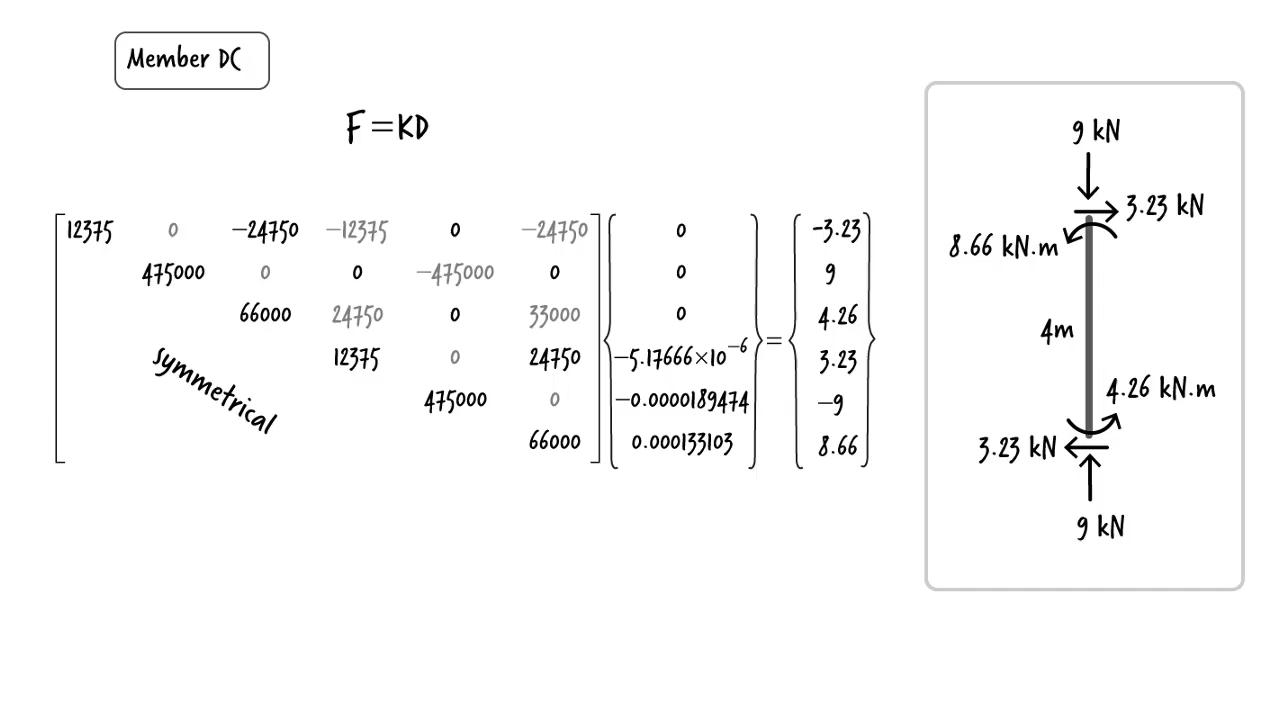 Member DC
F = KD
12375 0 −24750 −12375 0 −24750 0 −3.23
475000 0 0 −475000 0 0 9
66000 24750 0 33000 0 4.26
symmetrical 12375 0 24750 −5.17666×10⁻⁶ = 3.23
475000 0 −0.0000189474 −9
66000 0.000133103 8.66
9 kN
3.23 kN
8.66 kN.m
4m
4.26 kN.m
3.23 kN
9 kN